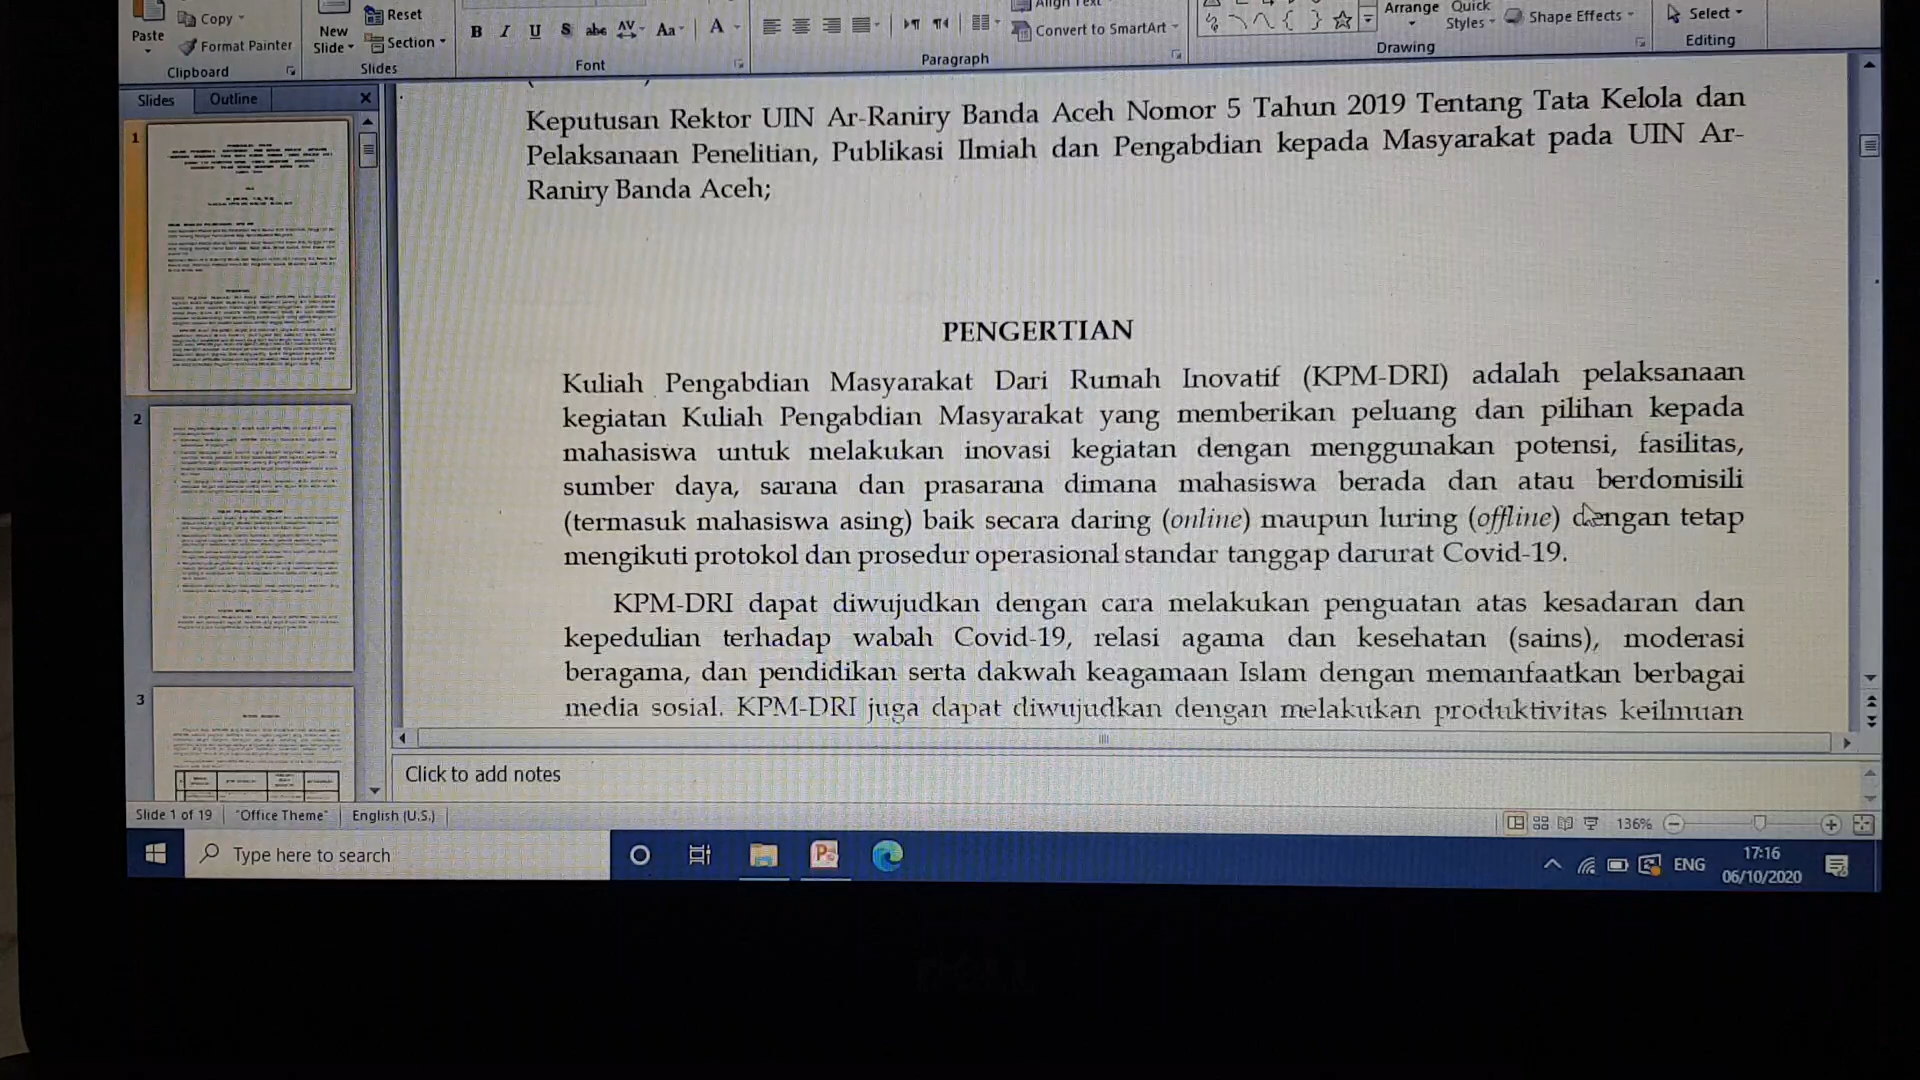 Copy
Reset
Paste
Format Painter
New
Slide
Section
Clipboard
Slides
B I U S abc AV Aa A
Font
Align Text
Convert to SmartArt
Paragraph
Arrange
Quick
Styles
Shape Effects
Drawing
Select
Editing
Slides
Outline
1
2
3
Keputusan Rektor UIN Ar-Raniry Banda Aceh Nomor 5 Tahun 2019 Tentang Tata Kelola dan
Pelaksanaan Penelitian, Publikasi Ilmiah dan Pengabdian kepada Masyarakat pada UIN Ar-
Raniry Banda Aceh;
PENGERTIAN
Kuliah Pengabdian Masyarakat Dari Rumah Inovatif (KPM-DRI) adalah pelaksanaan
kegiatan Kuliah Pengabdian Masyarakat yang memberikan peluang dan pilihan kepada
mahasiswa untuk melakukan inovasi kegiatan dengan menggunakan potensi, fasilitas,
sumber daya, sarana dan prasarana dimana mahasiswa berada dan atau berdomisili
(termasuk mahasiswa asing) baik secara daring (online) maupun luring (offline) dengan tetap
mengikuti protokol dan prosedur operasional standar tanggap darurat Covid-19.
KPM-DRI dapat diwujudkan dengan cara melakukan penguatan atas kesadaran dan
kepedulian terhadap wabah Covid-19, relasi agama dan kesehatan (sains), moderasi
beragama, dan pendidikan serta dakwah keagamaan Islam dengan memanfaatkan berbagai
media sosial. KPM-DRI juga dapat diwujudkan dengan melakukan produktivitas keilmuan
Click to add notes
Slide 1 of 19
"Office Theme"
English (U.S.)
136%
Type here to search
ENG
17:16
06/10/2020